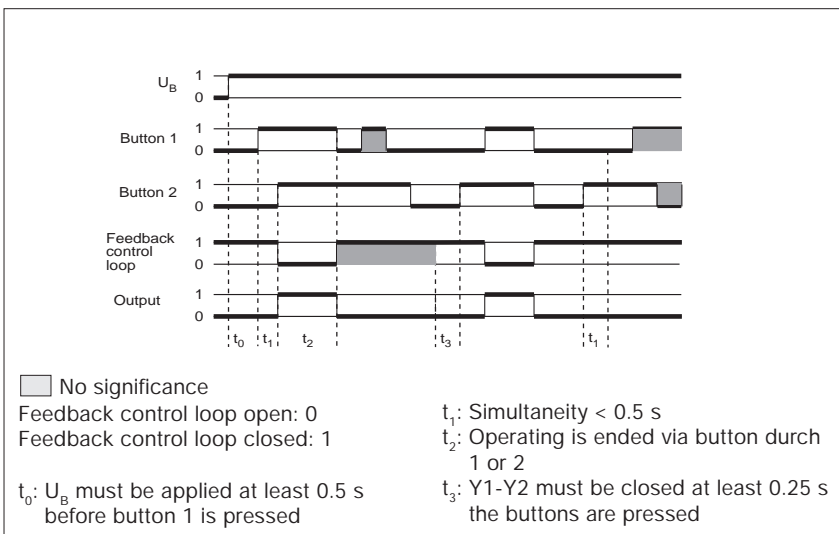 U_B 1
0
Button 1 1
0
Button 2 1
0
Feedback
control
loop
1
0
Output 1
0
t0 t1 t2 t3 t1
No significance
Feedback control loop open: 0
Feedback control loop closed: 1
t0: UB must be applied at least 0.5 s
before button 1 is pressed
t1: Simultaneity < 0.5 s
t2: Operating is ended via button durch
1 or 2
t3: Y1-Y2 must be closed at least 0.25 s
the buttons are pressed